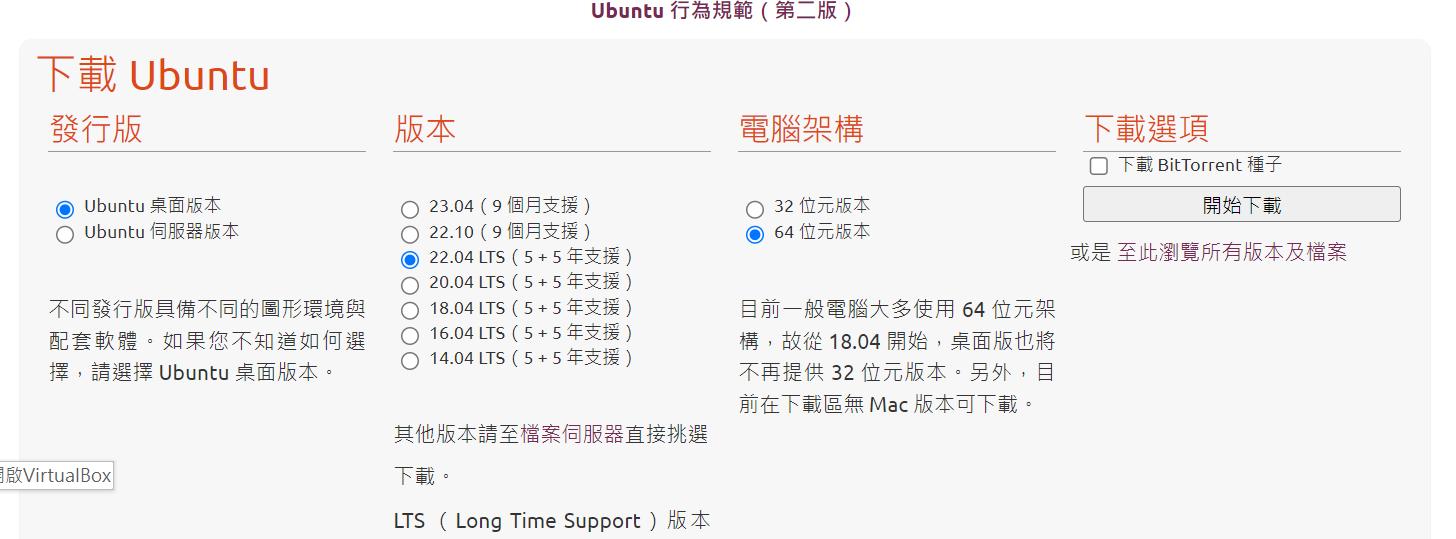 Ubuntu 行為規範（第二版）
下載 Ubuntu
發行版
Ubuntu 桌面版本
Ubuntu 伺服器版本
不同發行版具備不同的圖形環境與
配套軟體。如果您不知道如何選
擇，請選擇 Ubuntu 桌面版本。
版本
23.04（9 個月支援）
22.10（9 個月支援）
22.04 LTS（5 + 5 年支援）
20.04 LTS（5 + 5 年支援）
18.04 LTS（5 + 5 年支援）
16.04 LTS（5 + 5 年支援）
14.04 LTS（5 + 5 年支援）
其他版本請至檔案伺服器直接挑選
下載。
LTS（Long Time Support）版本
電腦架構
32 位元版本
64 位元版本
目前一般電腦大多使用 64 位元架
構，故從 18.04 開始，桌面版也將
不再提供 32 位元版本。另外，目
前在下載區無 Mac 版本可下載。
下載選項
下載 BitTorrent 種子
開始下載
或是 至此瀏覽所有版本及檔案
啟VirtualBox